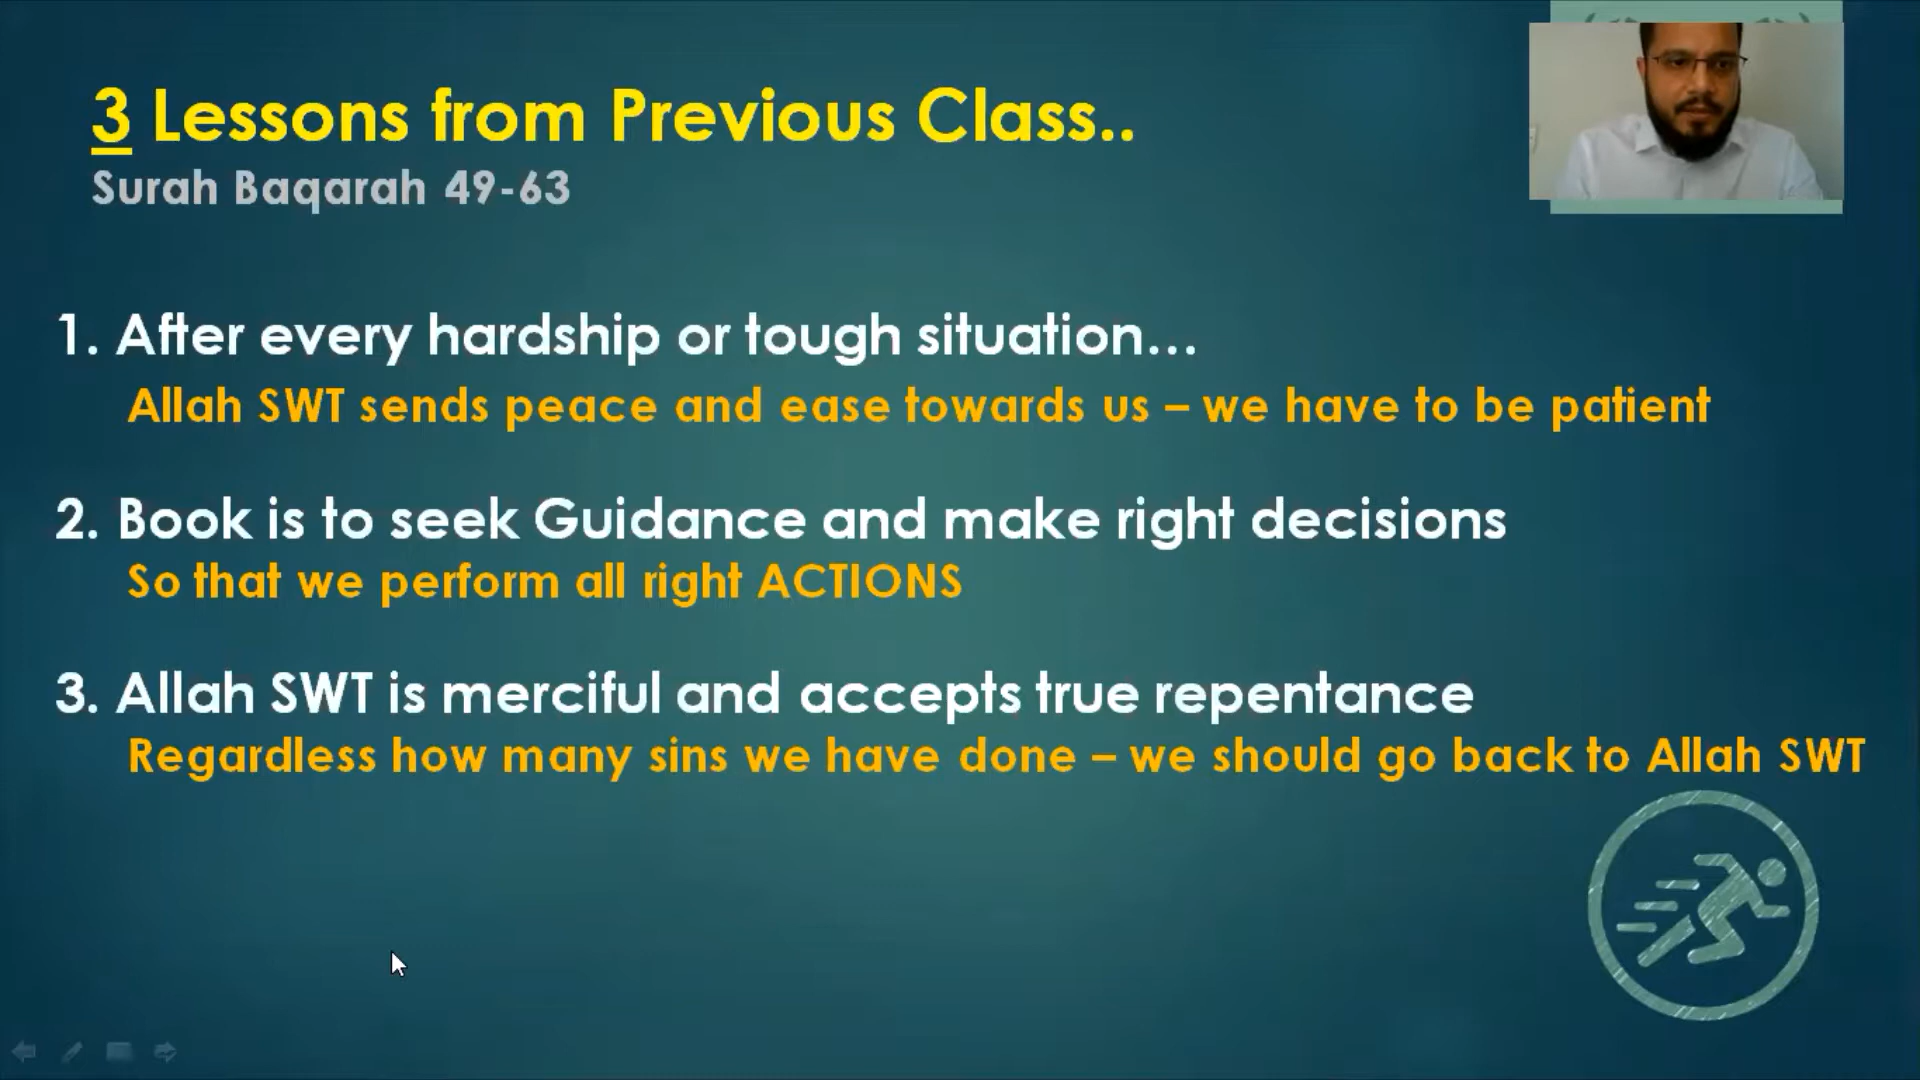 3 Lessons from Previous Class..
Surah Baqarah 49-63
1. After every hardship or tough situation...
Allah SWT sends peace and ease towards us – we have to be patient
2. Book is to seek Guidance and make right decisions
So that we perform all right ACTIONS
3. Allah SWT is merciful and accepts true repentance
Regardless how many sins we have done – we should go back to Allah SWT